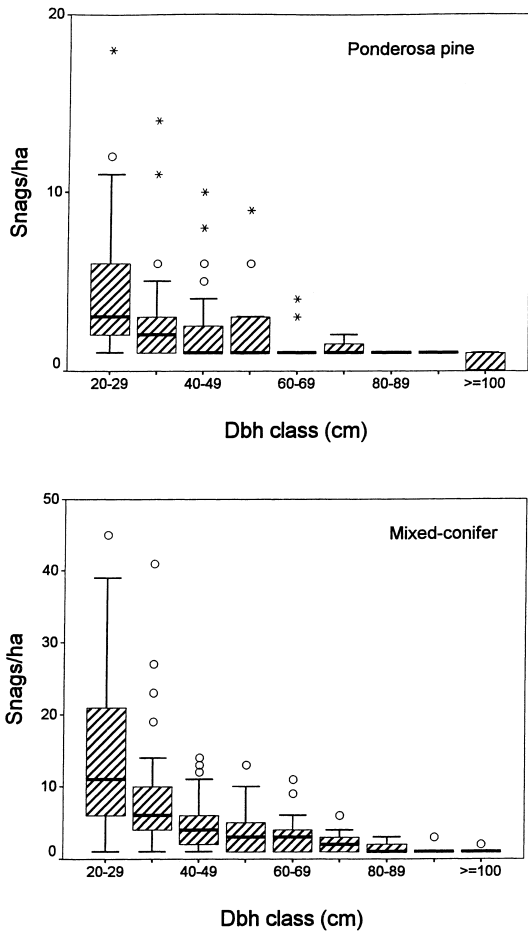 20
Ponderosa pine
Snags/ha
10
0
20-29 40-49 60-69 80-89 >=100
Dbh class (cm)
50
Mixed-conifer
40
30
Snags/ha
20
10
0
20-29 40-49 60-69 80-89 >=100
Dbh class (cm)